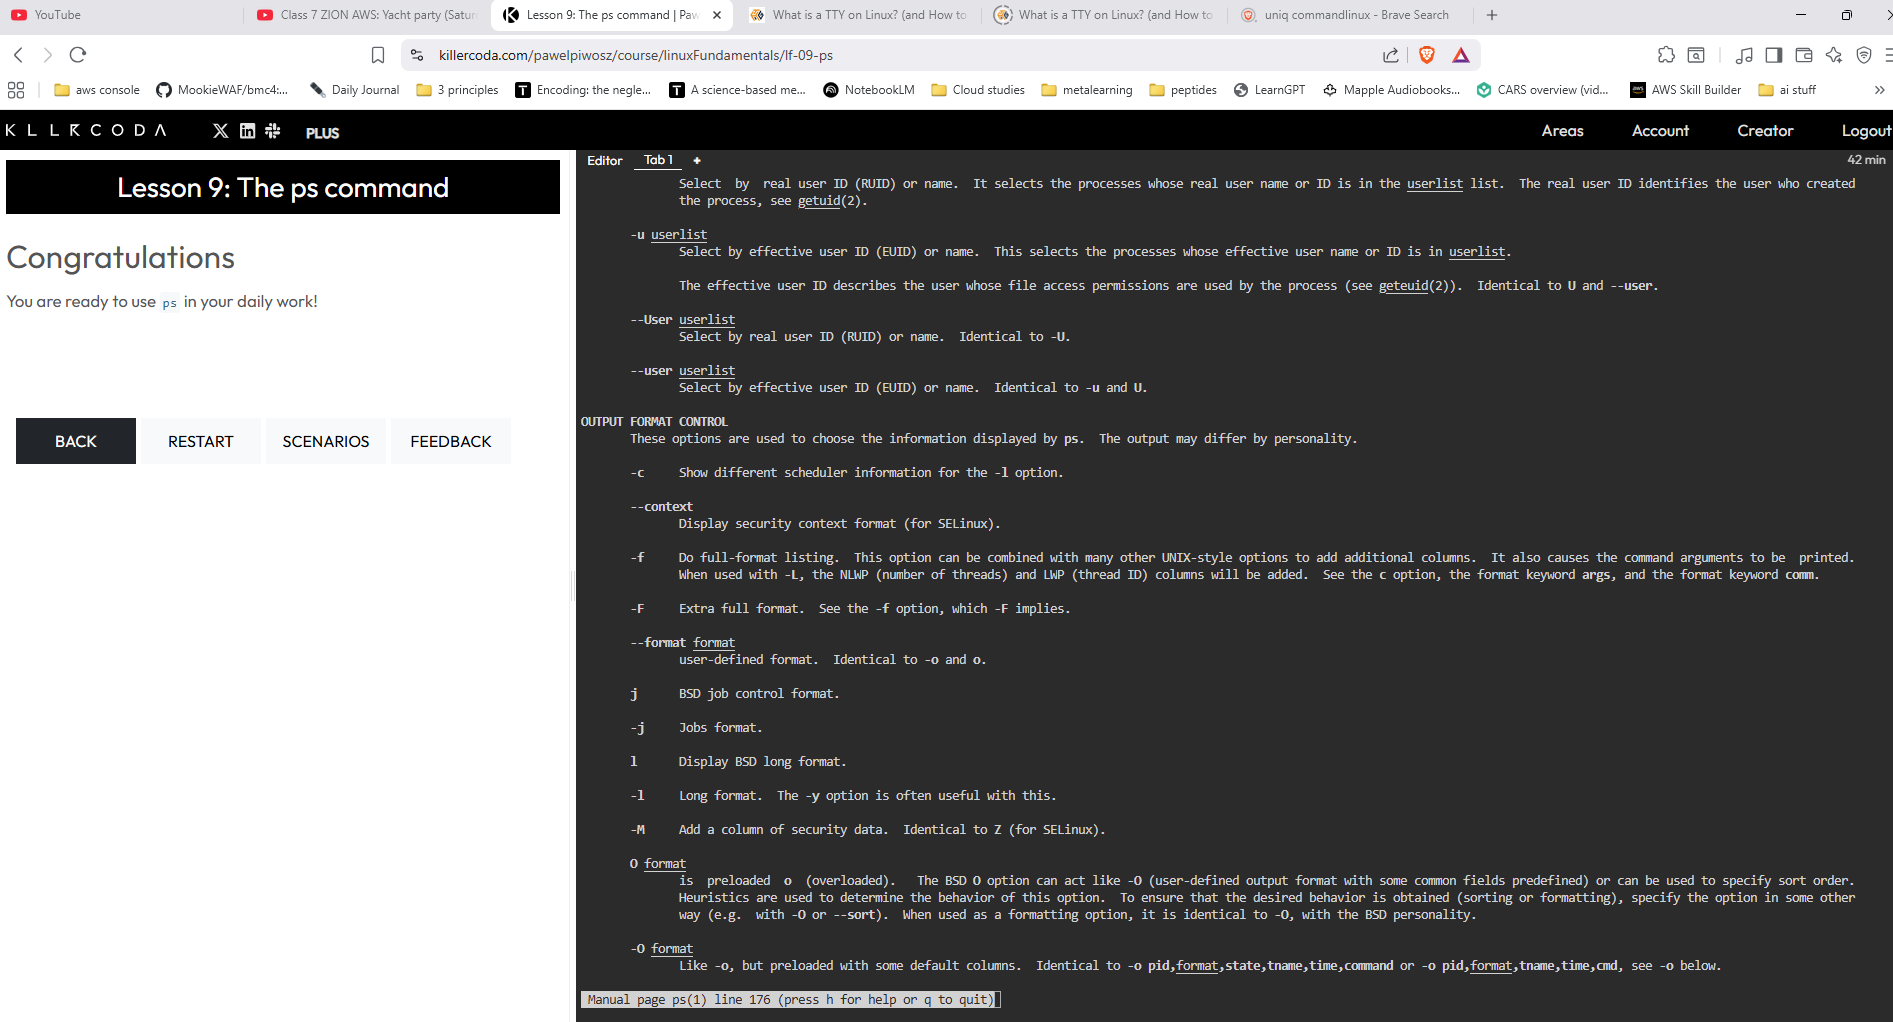 YouTube
Class 7 ZION AWS: Yacht party (Satur
Lesson 9: The ps command | Paw
What is a TTY on Linux? (and How to
What is a TTY on Linux? (and How to
uniq commandlinux - Brave Search
killercoda.com/pawelpiwosz/course/linuxFundamentals/lf-09-ps
aws console
MookieWAF/bmc4:...
Daily Journal
3 principles
Encoding: the negle...
A science-based me...
NotebookLM
Cloud studies
metalearning
peptides
LearnGPT
Mapple Audiobooks...
CARS overview (vid...
AWS Skill Builder
ai stuff
KLLRCODA
PLUS
Areas
Account
Creator
Logout
Lesson 9: The ps command
Congratulations
You are ready to use ps in your daily work!
BACK
RESTART
SCENARIOS
FEEDBACK
Editor
Tab 1
+
42 min
Select by real user ID (RUID) or name. It selects the processes whose real user name or ID is in the userlist list. The real user ID identifies the user who created
the process, see getuid(2).
-u userlist
Select by effective user ID (EUID) or name. This selects the processes whose effective user name or ID is in userlist.
The effective user ID describes the user whose file access permissions are used by the process (see geteuid(2)). Identical to U and --user.
--User userlist
Select by real user ID (RUID) or name. Identical to -U.
--user userlist
Select by effective user ID (EUID) or name. Identical to -u and U.
OUTPUT FORMAT CONTROL
These options are used to choose the information displayed by ps. The output may differ by personality.
-c Show different scheduler information for the -l option.
--context
Display security context format (for SELinux).
-f Do full-format listing. This option can be combined with many other UNIX-style options to add additional columns. It also causes the command arguments to be printed.
When used with -L, the NLWP (number of threads) and LWP (thread ID) columns will be added. See the c option, the format keyword args, and the format keyword comm.
-F Extra full format. See the -f option, which -F implies.
--format format
user-defined format. Identical to -o and o.
j BSD job control format.
-j Jobs format.
l Display BSD long format.
-l Long format. The -y option is often useful with this.
-M Add a column of security data. Identical to Z (for SELinux).
O format
is preloaded o (overloaded). The BSD O option can act like -O (user-defined output format with some common fields predefined) or can be used to specify sort order.
Heuristics are used to determine the behavior of this option. To ensure that the desired behavior is obtained (sorting or formatting), specify the option in some other
way (e.g. with -O or --sort). When used as a formatting option, it is identical to -O, with the BSD personality.
-O format
Like -o, but preloaded with some default columns. Identical to -o pid,format,state,tname,time,command or -o pid,format,tname,time,cmd, see -o below.
Manual page ps(1) line 176 (press h for help or q to quit)